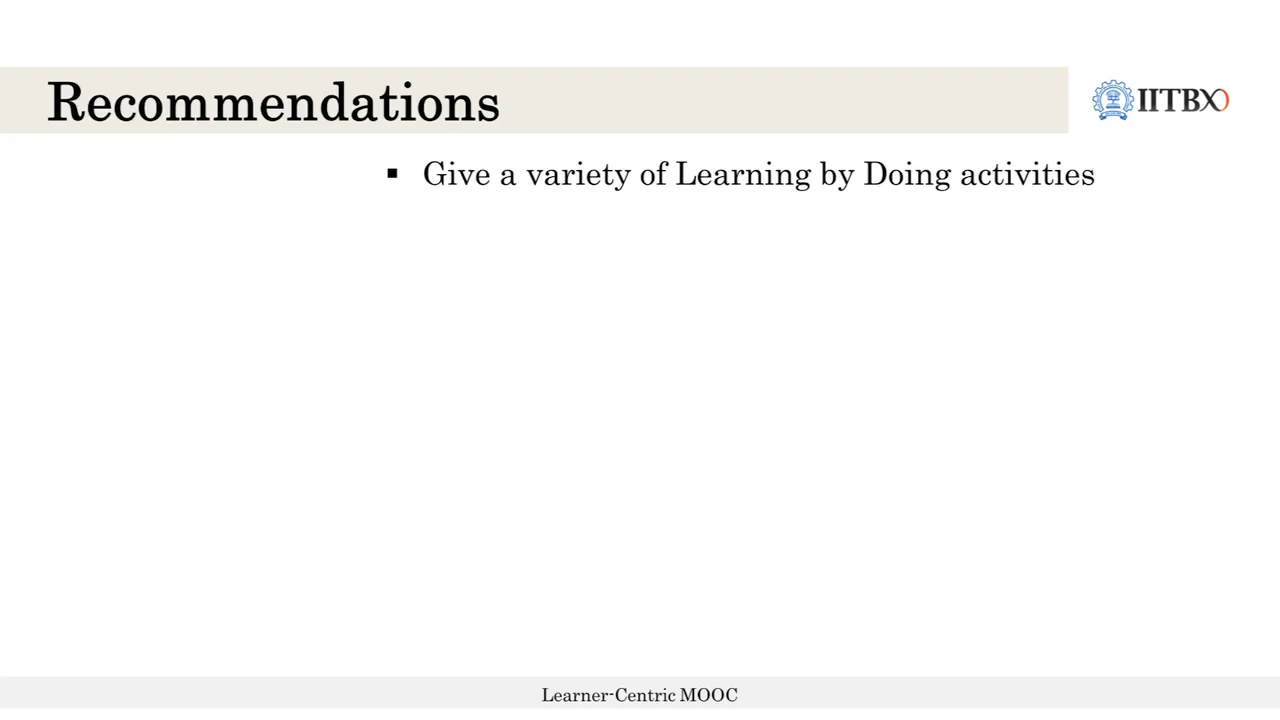 Recommendations
IITBX
▪ Give a variety of Learning by Doing activities
Learner-Centric MOOC